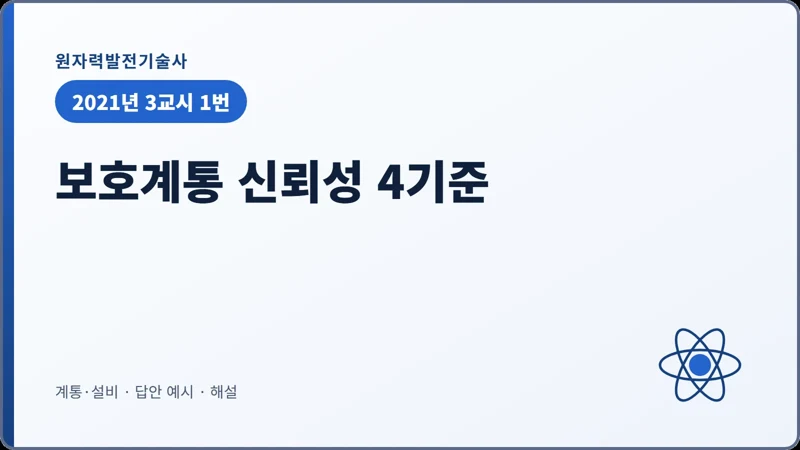 원자력발전기술사
2021년 3교시 1번
보호계통 신뢰성 4기준
계통·설비 · 답안 예시 · 해설